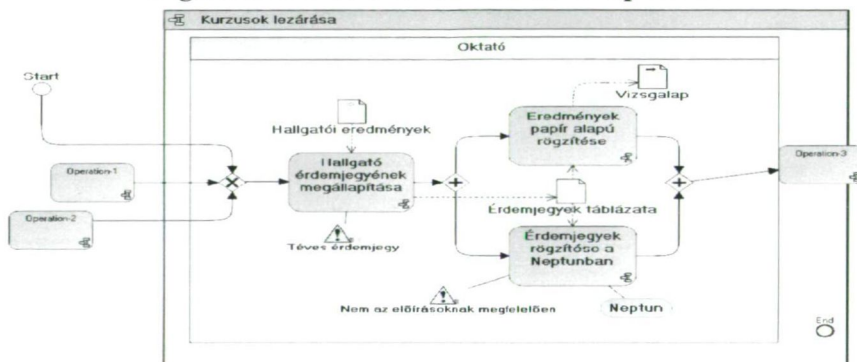 Kurzusok lezárása
Oktató
Start
Vizsgalap
Hallgatói eredmények
Eredmények
papír alapú
rögzítése
Operation-1
Hallgató
érdemjegyének
megállapítása
Operation-3
Operation-2
Érdemjegyek táblázata
Téves érdemjegy
Érdemjegyek
rögzítése a
Neptunban
Nem az előírásoknak megfelelően
Neptun
End